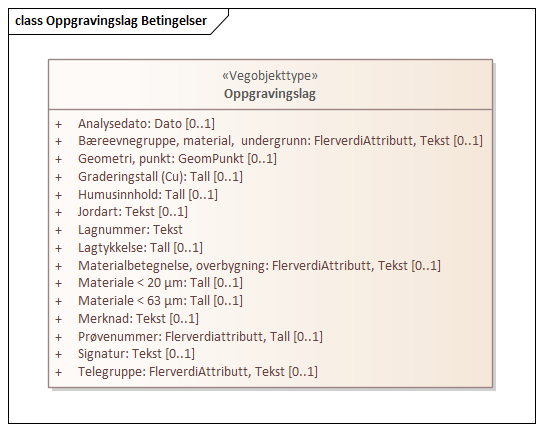 class Oppgravingslag Betingelser
«Vegobjekttype»
Oppgravingslag
+ Analysedato: Dato [0..1]
+ Bæreevnegruppe, material,  undergrunn: FlerverdiAttributt, Tekst [0..1]
+ Geometri, punkt: GeomPunkt [0..1]
+ Graderingstall (Cu): Tall [0..1]
+ Humusinnhold: Tall [0..1]
+ Jordart: Tekst [0..1]
+ Lagnummer: Tekst
+ Lagtykkelse: Tall [0..1]
+ Materialbetegnelse, overbygning: FlerverdiAttributt, Tekst [0..1]
+ Materiale < 20 µm: Tall [0..1]
+ Materiale < 63 µm: Tall [0..1]
+ Merknad: Tekst [0..1]
+ Prøvenummer: Flerverdiattributt, Tall [0..1]
+ Signatur: Tekst [0..1]
+ Telegruppe: FlerverdiAttributt, Tekst [0..1]